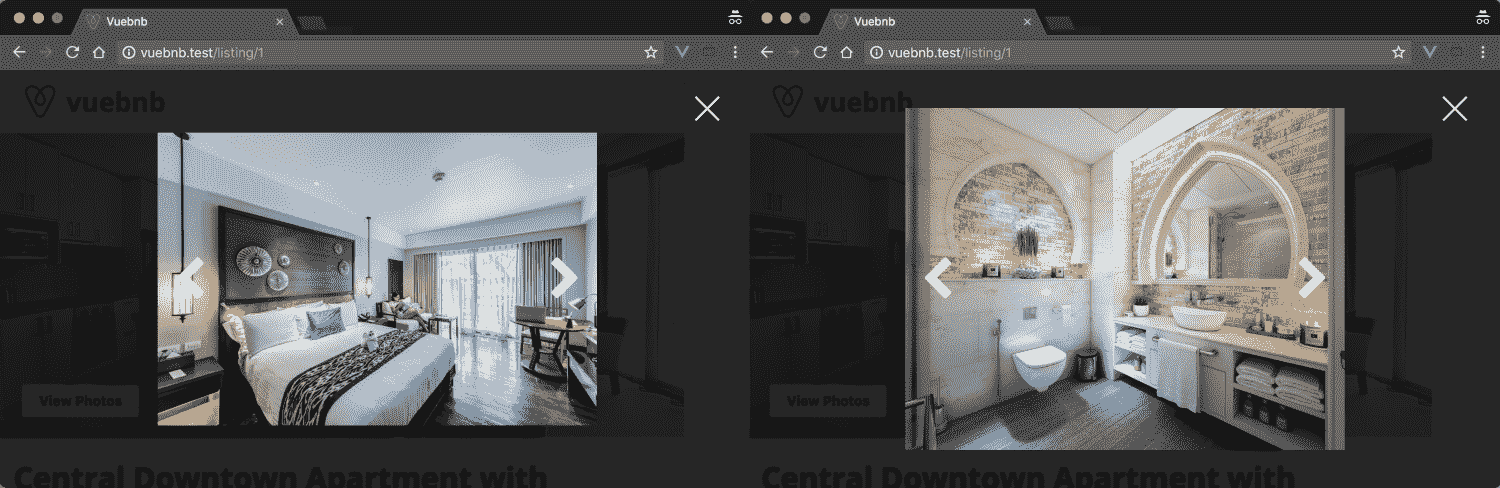 Vuebnb
vuebnb.test/listing/1
vuebnb
View Photos
Central Downtown Apartment with
Vuebnb
vuebnb.test/listing/1
vuebnb
View Photos
Central Downtown Apartment with